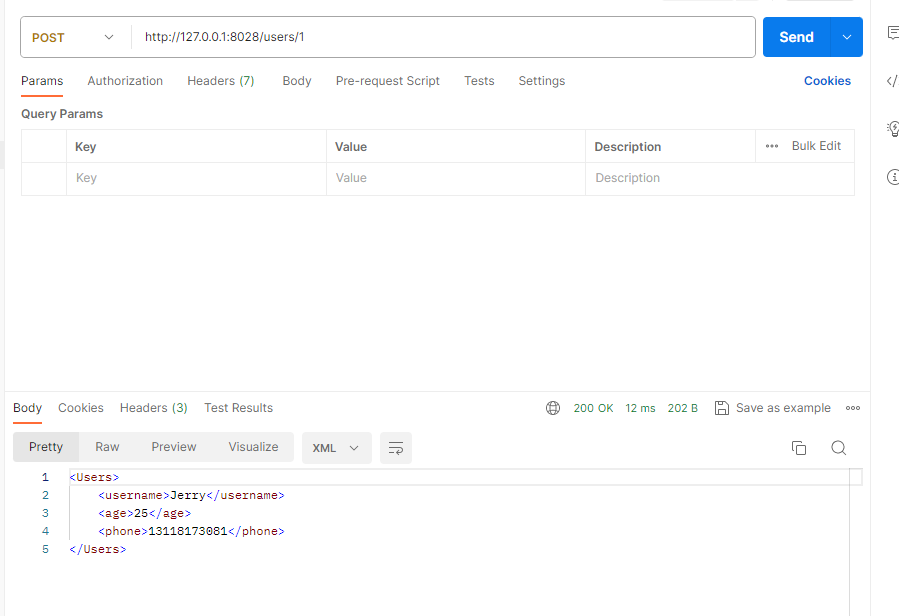 POST http://127.0.0.1:8028/users/1 Send
Params Authorization Headers (7) Body Pre-request Script Tests Settings Cookies
Query Params
Key Value Description ••• Bulk Edit
Key Value Description
Body Cookies Headers (3) Test Results 200 OK 12 ms 202 B Save as example
Pretty Raw Preview Visualize XML
1 <Users>
2 <username>Jerry</username>
3 <age>25</age>
4 <phone>13118173081</phone>
5 </Users>